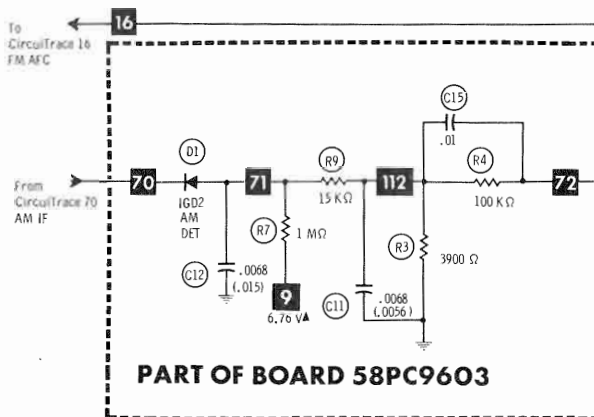 To
CircuiTrace 16
FM AFC
16
C15
.01
D1
R9
R4
From
CircuiTrace 70
AM IF
70
71
112
72
1GD2
AM
DET
15 KΩ
100 KΩ
R7
1 MΩ
R3
3900 Ω
C12
.0068
(.015)
9
6.76 V▲
C11
.0068
(.0056)
PART OF BOARD 58PC9603